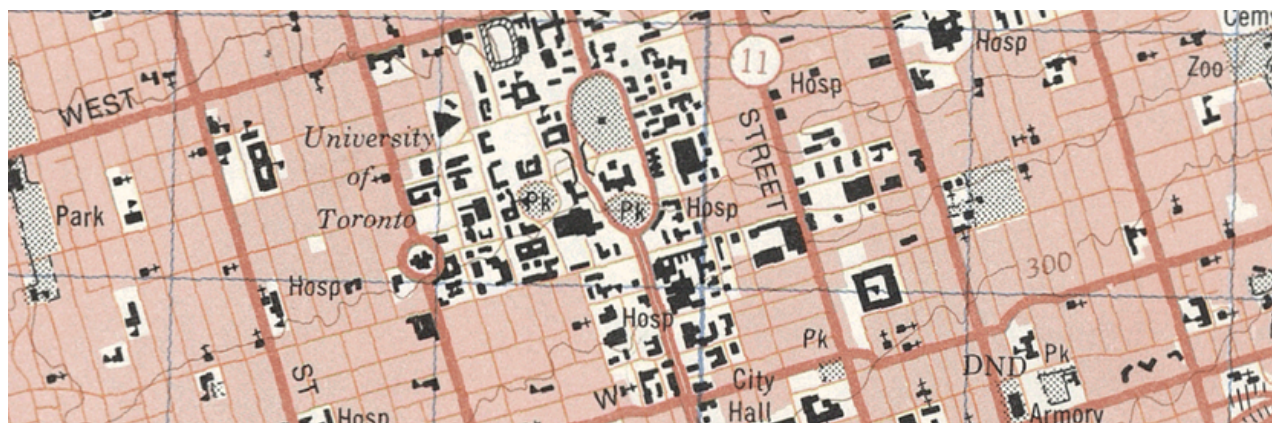 Cemy
Hosp
Zoo
11
Hosp
WEST
STREET
University
of
Toronto
Park
Pk
Pk
Hosp
300
Hosp
Hosp
Pk
DND
Pk
ST
City
Hall
W
Hosp
Armory